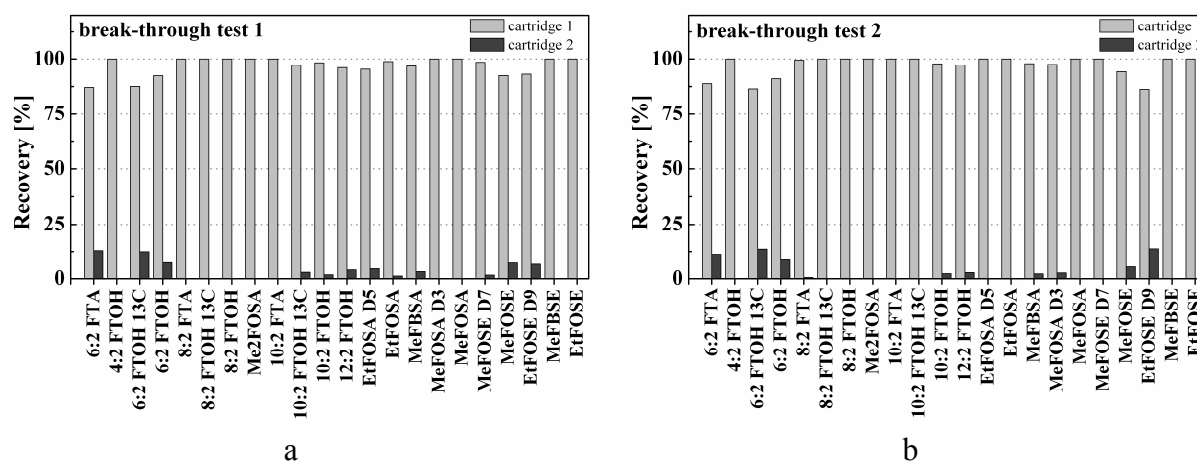 break-through test 1
cartridge 1
cartridge 2
Recovery [%]
100
75
50
25
0
6:2 FTA
4:2 FTOH
6:2 FTOH 13C
6:2 FTOH
8:2 FTA
8:2 FTOH 13C
8:2 FTOH
Me2FOSA
10:2 FTA
10:2 FTOH 13C
10:2 FTOH
12:2 FTOH
EtFOSA D5
EtFOSA
MeFBSA
MeFOSA D3
MeFOSA
MeFOSE D7
MeFOSE
EtFOSE D9
MeFBSE
EtFOSE
a
break-through test 2
cartridge
cartridge
Recovery [%]
100
75
50
25
0
6:2 FTA
4:2 FTOH
6:2 FTOH 13C
6:2 FTOH
8:2 FTA
8:2 FTOH 13C
8:2 FTOH
Me2FOSA
10:2 FTA
10:2 FTOH 13C
10:2 FTOH
12:2 FTOH
EtFOSA D5
EtFOSA
MeFBSA
MeFOSA D3
MeFOSA
MeFOSE D7
MeFOSE
EtFOSE D9
MeFBSE
EtFOSE
b